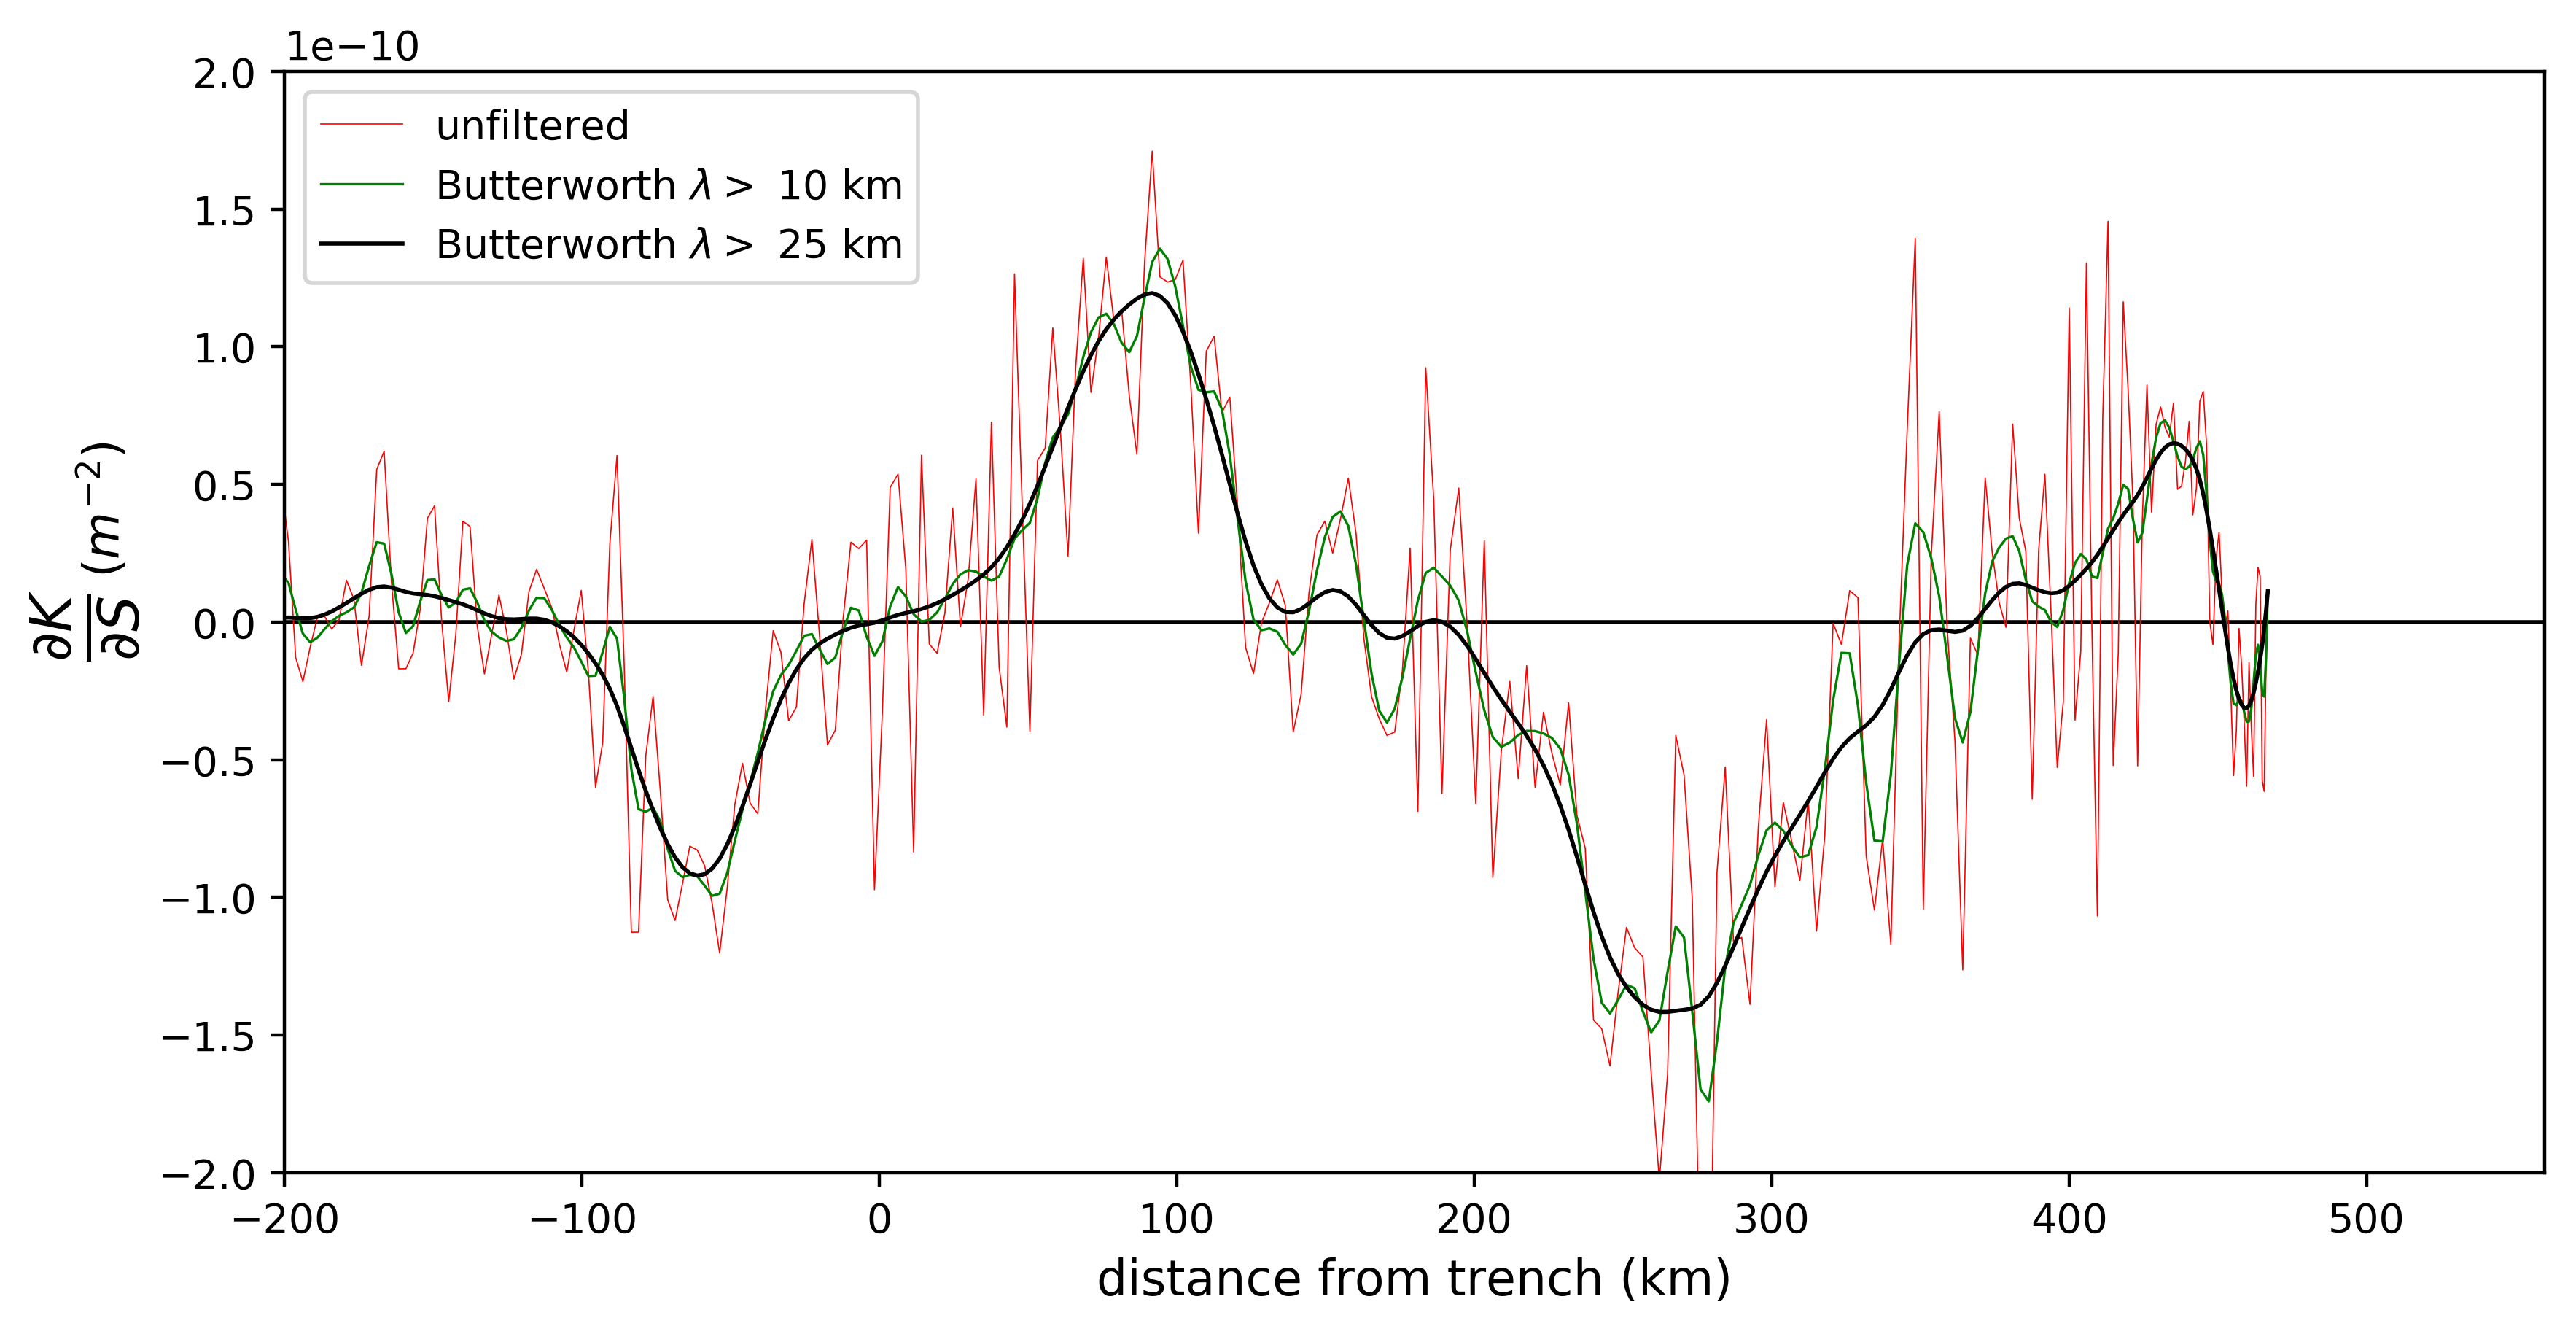 1e−10
2.0
1.5
1.0
0.5
0.0
−0.5
−1.0
−1.5
−2.0
∂K/∂S (m⁻²)
unfiltered
Butterworth λ > 10 km
Butterworth λ > 25 km
−200 −100 0 100 200 300 400 500
distance from trench (km)